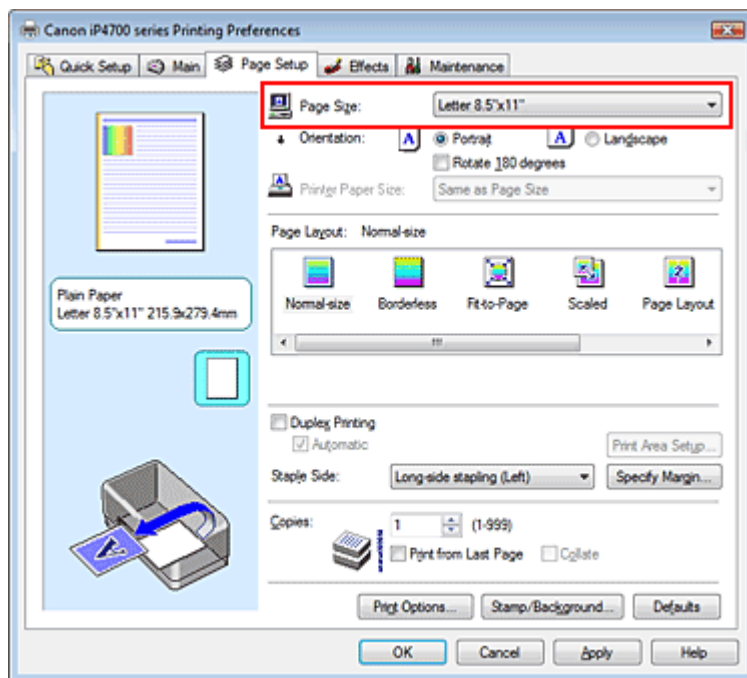 Canon iP4700 series Printing Preferences
Quick Setup Main Page Setup Effects Maintenance
Page Size: Letter 8.5"x11"
Orientation: A Portrait A Landscape
Rotate 180 degrees
Printer Paper Size: Same as Page Size
Page Layout: Normal-size
Normal-size Borderless Fit-to-Page Scaled Page Layout
Plain Paper
Letter 8.5"x11" 215.9x279.4mm
Duplex Printing
Automatic
Print Area Setup...
Staple Side: Long-side stapling (Left) Specify Margin...
Copies: 1 (1-999)
Print from Last Page Collate
Print Options... Stamp/Background... Defaults
OK Cancel Apply Help